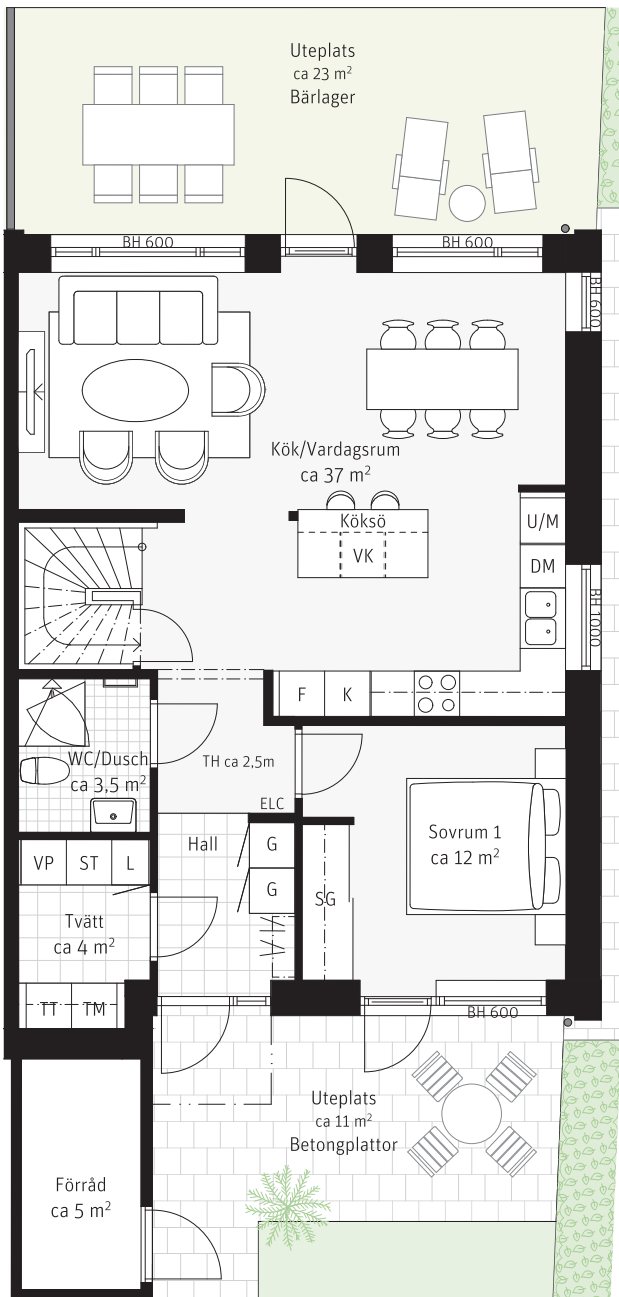 Uteplats
ca 23 m²
Bärlager
BH 600
BH 600
BH 600
Kök/Vardagsrum
ca 37 m²
Köksö
VK
U/M
DM
BH 1000
F
K
WC/Dusch
ca 3,5 m²
TH ca 2,5m
ELC
Hall
G
G
Sovrum 1
ca 12 m²
SG
VP
ST
L
Tvätt
ca 4 m²
TT
TM
BH 600
Uteplats
ca 11 m²
Betongplattor
Förråd
ca 5 m²